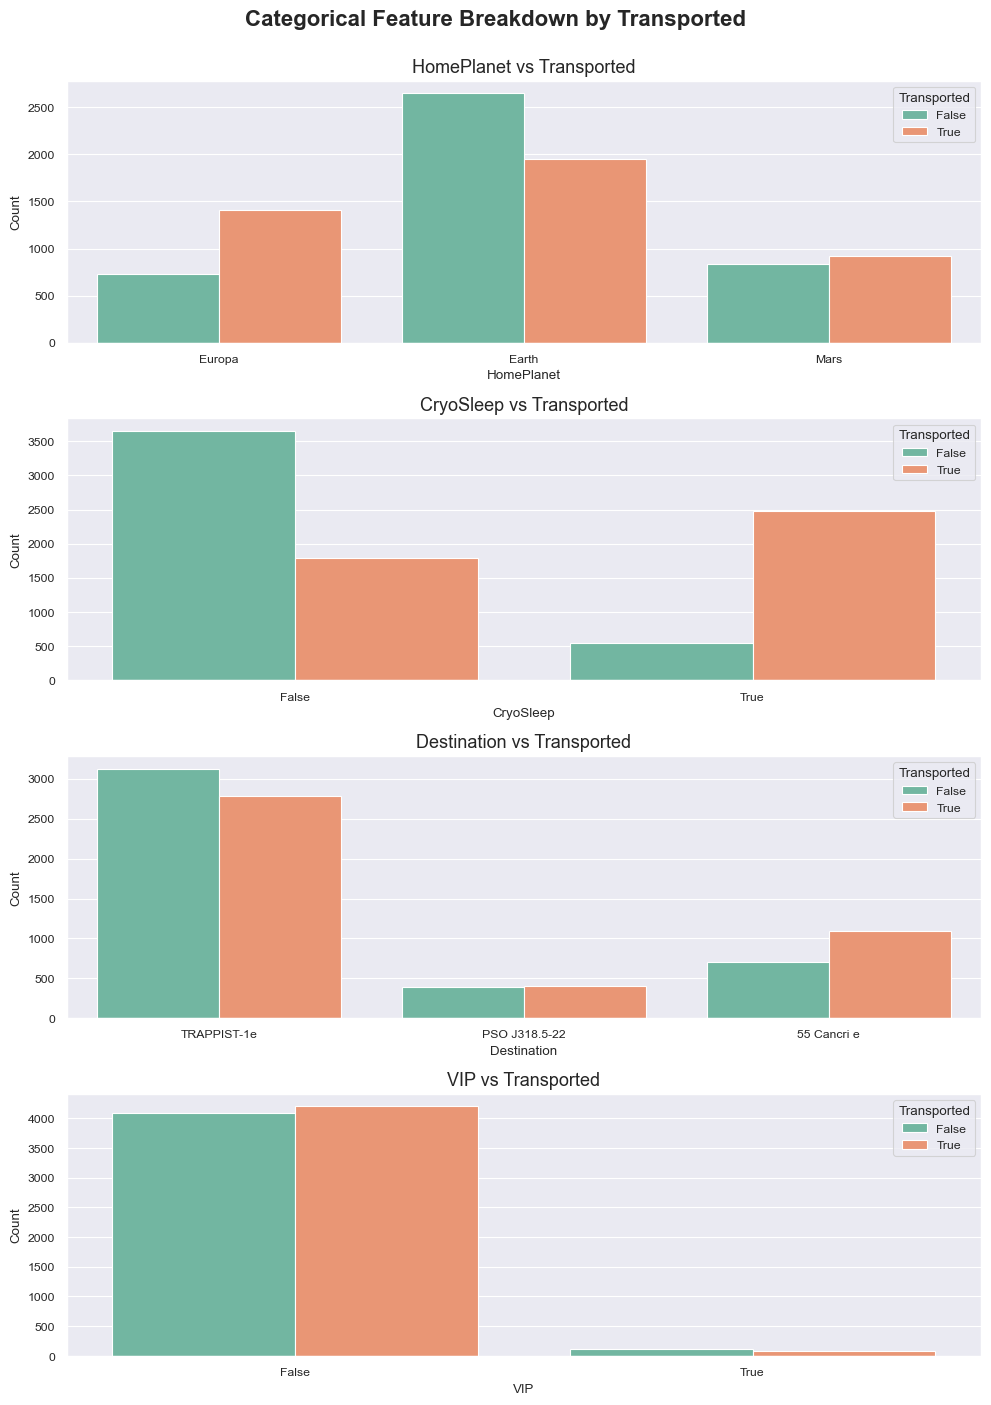 Categorical Feature Breakdown by Transported
HomePlanet vs Transported
Transported
False
True
Count
2500
2000
1500
1000
500
0
Europa
Earth
Mars
HomePlanet
CryoSleep vs Transported
Transported
False
True
Count
3500
3000
2500
2000
1500
1000
500
0
False
True
CryoSleep
Destination vs Transported
Transported
False
True
Count
3000
2500
2000
1500
1000
500
0
TRAPPIST-1e
PSO J318.5-22
55 Cancri e
Destination
VIP vs Transported
Transported
False
True
Count
4000
3500
3000
2500
2000
1500
1000
500
0
False
True
VIP